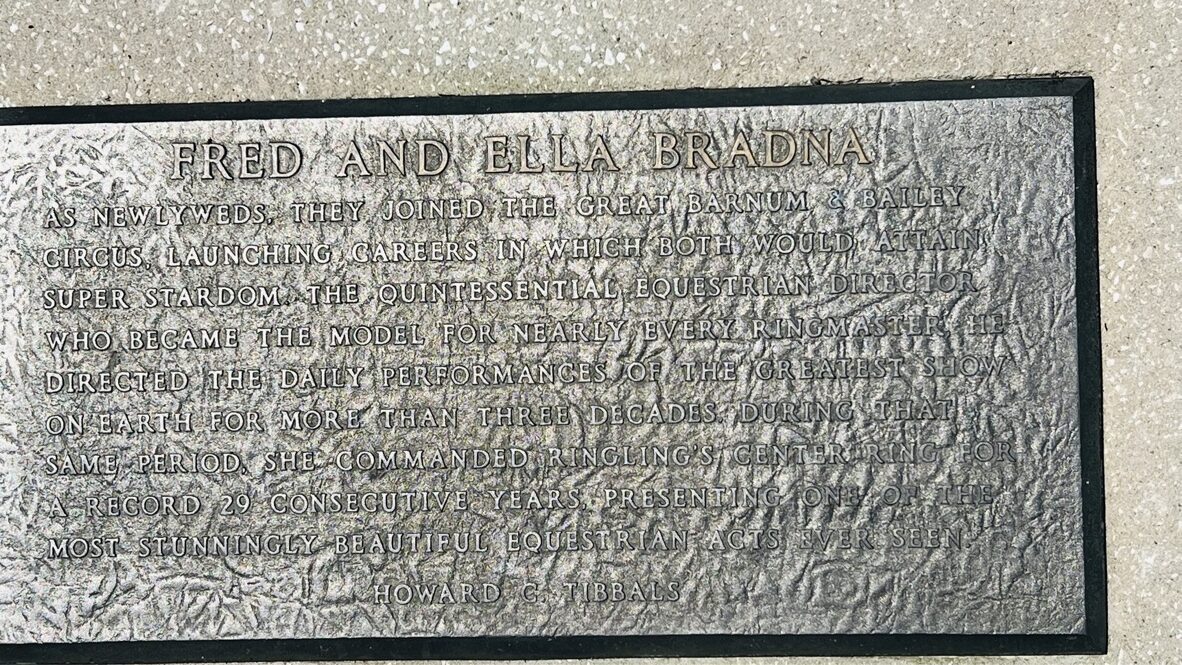 FRED AND ELLA BRADNA
AS NEWLYWEDS, THEY JOINED THE GREAT BARNUM & BAILEY
CIRCUS, LAUNCHING CAREERS IN WHICH BOTH WOULD ATTAIN
SUPER STARDOM. THE QUINTESSENTIAL EQUESTRIAN DIRECTOR
WHO BECAME THE MODEL FOR NEARLY EVERY RINGMASTER, HE
DIRECTED THE DAILY PERFORMANCES OF THE GREATEST SHOW
ON EARTH FOR MORE THAN THREE DECADES. DURING THAT
SAME PERIOD, SHE COMMANDED RINGLING'S CENTER RING FOR
A RECORD 29 CONSECUTIVE YEARS, PRESENTING ONE OF THE
MOST STUNNINGLY BEAUTIFUL EQUESTRIAN ACTS EVER SEEN.
HOWARD C. TIBBALS